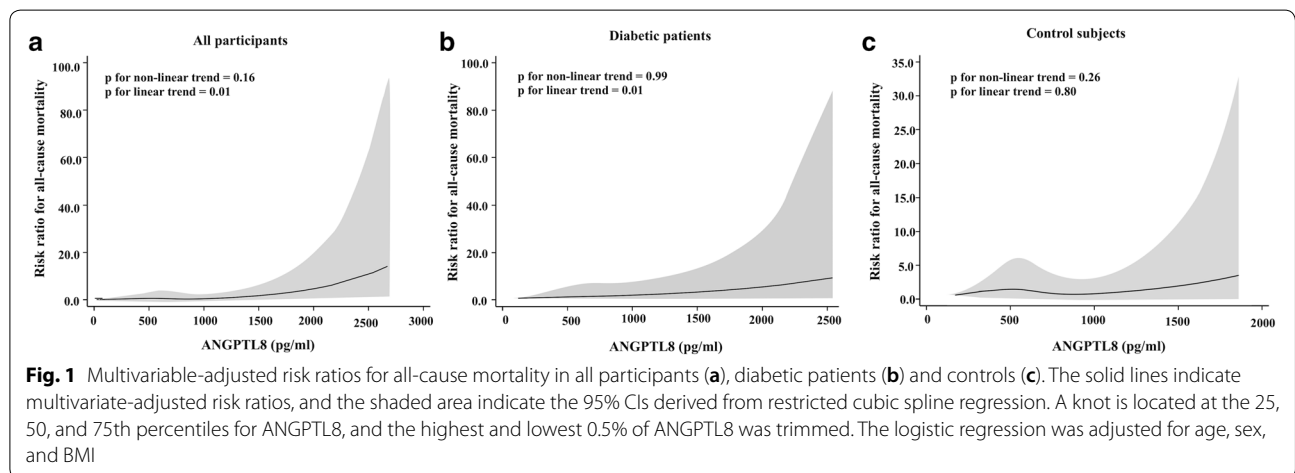 a
All participants
100.0
80.0
60.0
40.0
20.0
0.0
Risk ratio for all-cause mortality
p for non-linear trend = 0.16
p for linear trend = 0.01
0
500
1000
1500
2000
2500
3000
ANGPTL8 (pg/ml)
b
Diabetic patients
100.0
80.0
60.0
40.0
20.0
0.0
Risk ratio for all-cause mortality
p for non-linear trend = 0.99
p for linear trend = 0.01
0
500
1000
1500
2000
2500
ANGPTL8 (pg/ml)
c
Control subjects
35.0
30.0
25.0
20.0
15.0
10.0
5.0
0.0
Risk ratio for all-cause mortality
p for non-linear trend = 0.26
p for linear trend = 0.80
0
500
1000
1500
2000
ANGPTL8 (pg/ml)
Fig. 1 Multivariable-adjusted risk ratios for all-cause mortality in all participants (a), diabetic patients (b) and controls (c). The solid lines indicate
multivariate-adjusted risk ratios, and the shaded area indicate the 95% CIs derived from restricted cubic spline regression. A knot is located at the 25,
50, and 75th percentiles for ANGPTL8, and the highest and lowest 0.5% of ANGPTL8 was trimmed. The logistic regression was adjusted for age, sex,
and BMI